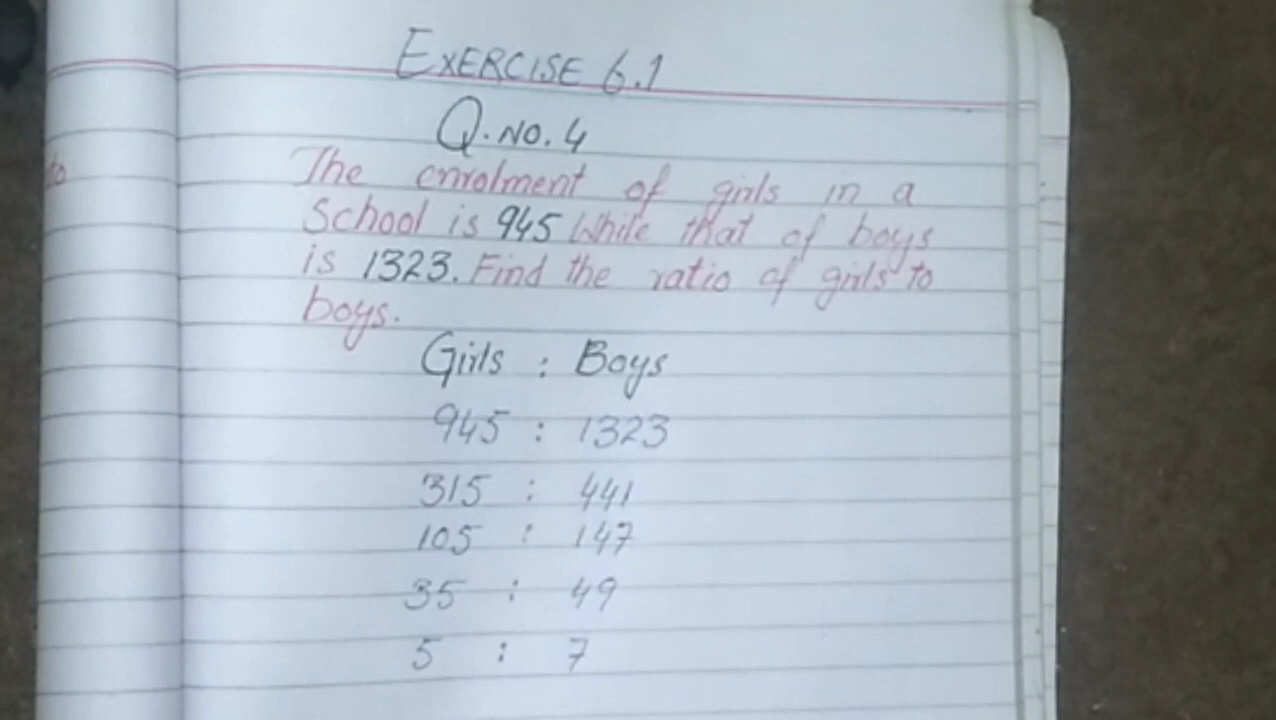 EXERCISE 6.1
Q.NO.4
to
The enrolment of girls in a
School is 945 While that of boys
is 1323. Find the ratio of girls to
boys.
Girls : Boys
945 : 1323
315 : 441
105 : 147
35 : 49
5 : 7